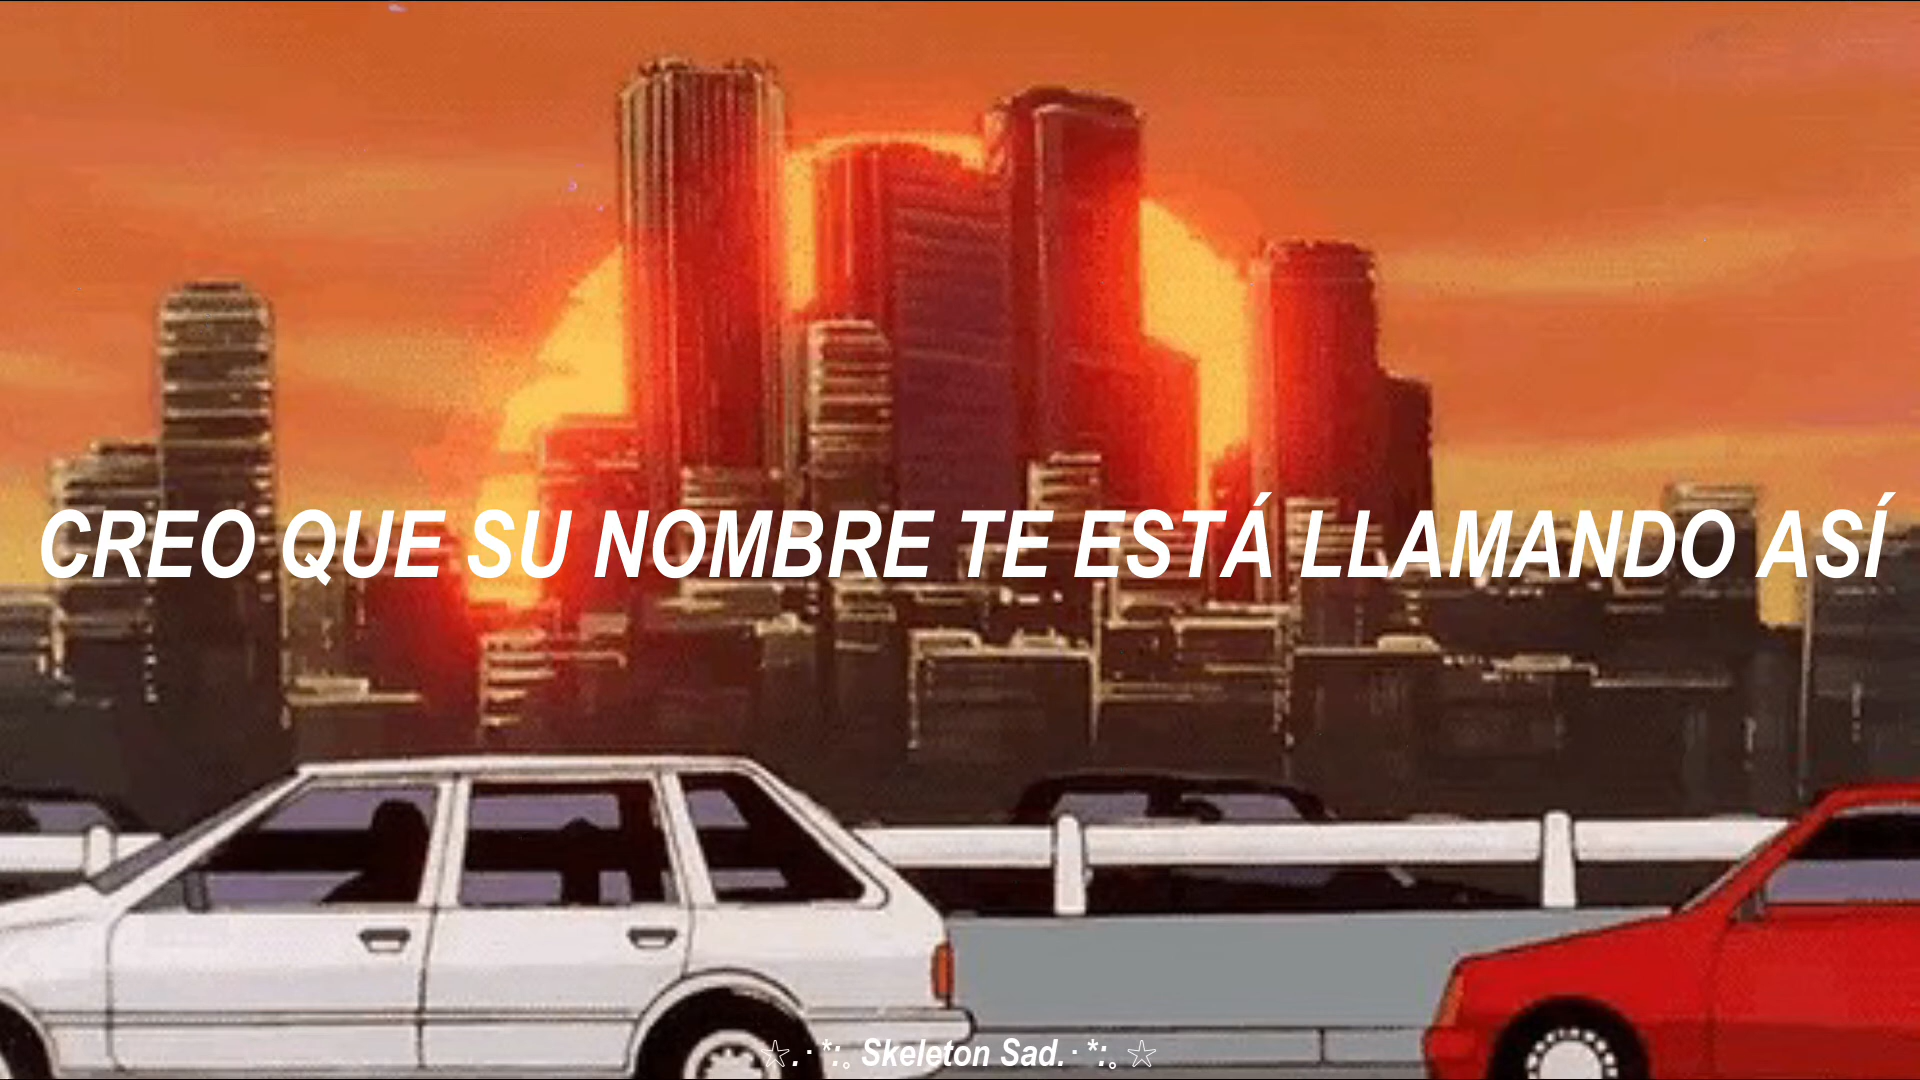 CREO QUE SU NOMBRE TE ESTÁ LLAMANDO ASÍ
☆.·*:｡ Skeleton Sad.·*:｡☆